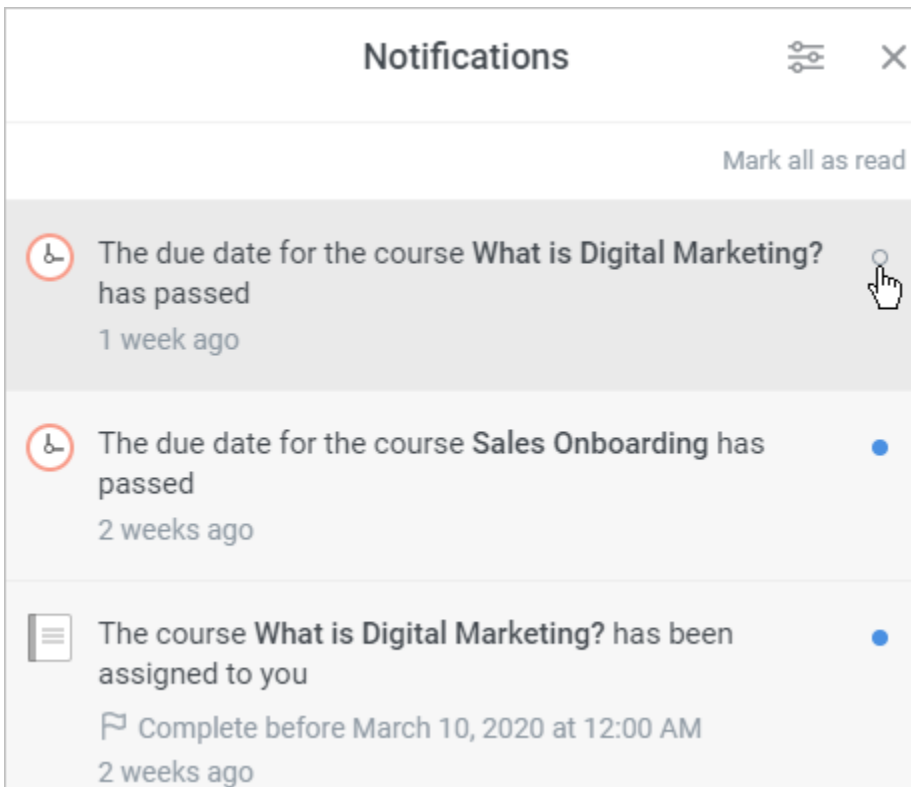 Notifications
Mark all as read
The due date for the course What is Digital Marketing?
has passed
1 week ago
The due date for the course Sales Onboarding has
passed
2 weeks ago
The course What is Digital Marketing? has been
assigned to you
Complete before March 10, 2020 at 12:00 AM
2 weeks ago